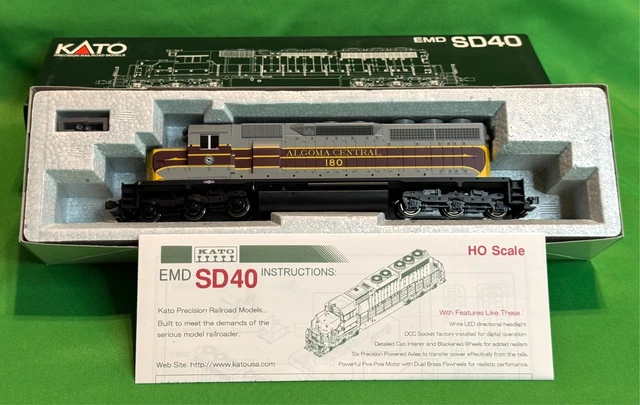 KATO
PRECISION RAILROAD MODELS
EMD SD40
ALGOMA CENTRAL
180
KATO
EMD SD40 INSTRUCTIONS:
HO Scale
Kato Precision Railroad Models...
Built to meet the demands of the
serious model railroader.
Web Site: http://www.katousa.com
With Features Like These
White LED directional headlight
DCC Socket factory-installed for digital operation
Detailed Cab Interior and Blackened Wheels for added realism
Six Precision Powered Axles to transfer power effectively from the rails.
Powerful Five Pole Motor with Dual Brass Flywheels for realistic performance.